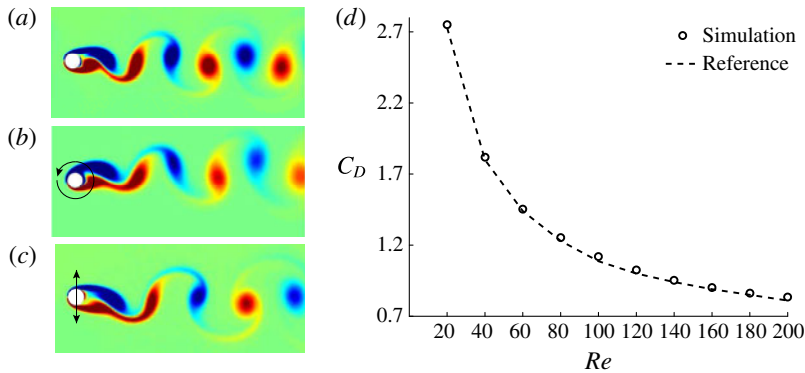 (a)
(b)
(c)
(d)
2.7
2.2
1.7
1.2
0.7
C_D
Simulation
Reference
20 40 60 80 100 120 140 160 180 200
Re